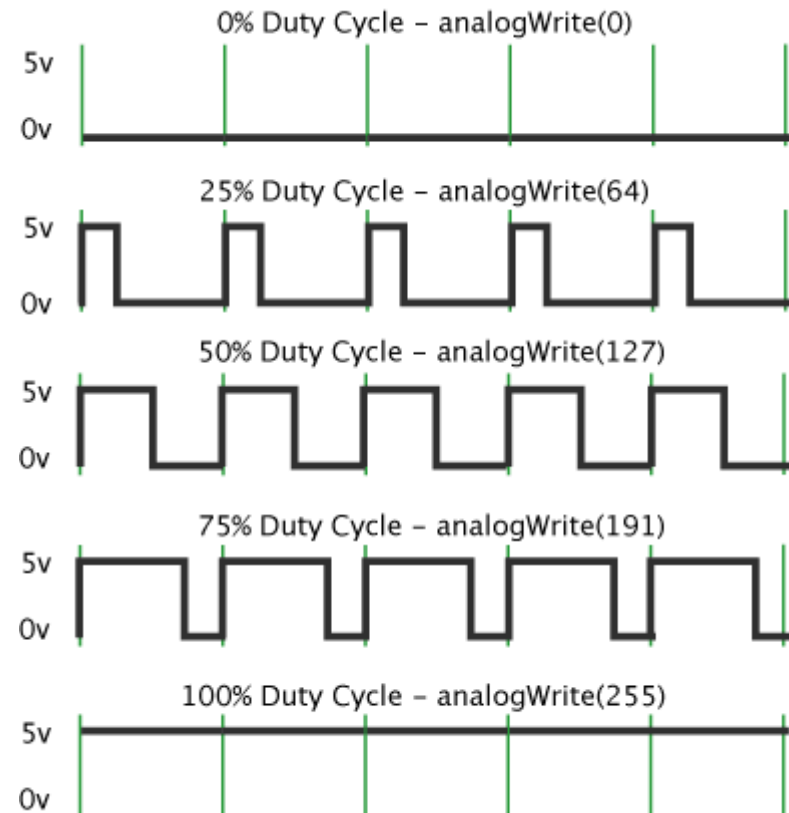 0% Duty Cycle – analogWrite(0)
5v
0v
25% Duty Cycle – analogWrite(64)
5v
0v
50% Duty Cycle – analogWrite(127)
5v
0v
75% Duty Cycle – analogWrite(191)
5v
0v
100% Duty Cycle – analogWrite(255)
5v
0v